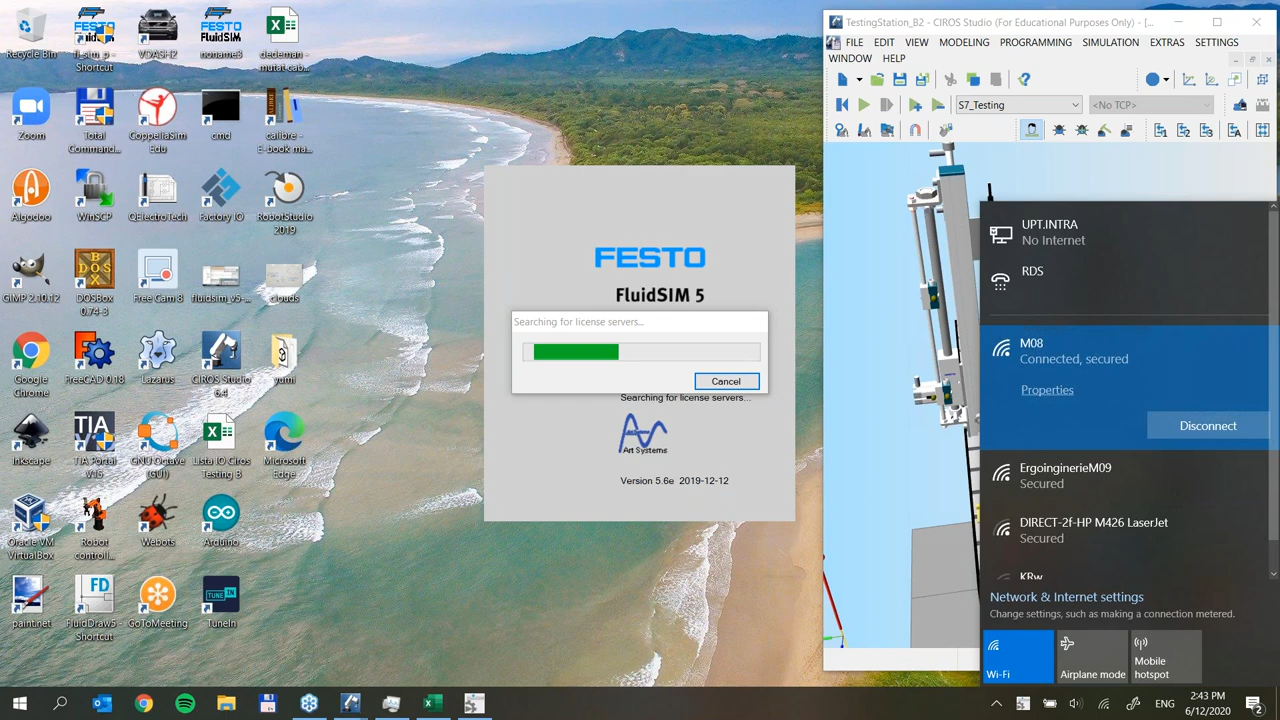 Recycle Bin
fl_sim_p - Shortcut
VDASH2
FESTO
FluidSIM
noname3
dedeman mutat cab...
Zoom
Total Command...
CoppeliaSim Edu
cmd
calibre - E-book ma...
Algodoo
WinSCP
QElectroTech
Factory IO
RobotStudio 2019
GIMP 2.10.12
DOSBox 0.74-3
Free Cam 8
fluidsim_v5-...
clouds
Google Chrome
FreeCAD 0.18
Lazarus
CIROS Studio 6.4
yumi
Inkscape
TIA Portal V15
GNU Octave (GUI)
Lista IO Ciros Testing B
Microsoft Edge
Oracle VM VirtualBox
Robot controll...
Webots
Arduino
paint.net
FluidDraw5 - Shortcut
GoToMeeting
TuneIn
FESTO
FluidSIM 5
Searching for license servers...
Cancel
Searching for license servers...
Art Systems
Version 5.6e 2019-12-12
TestingStation_B2 - CIROS Studio (For Educational Purposes Only) - [...
FILE EDIT VIEW MODELING PROGRAMMING SIMULATION EXTRAS SETTINGS
WINDOW HELP
S7_Testing
<No TCP>
UPT.INTRA
No Internet
RDS
M08
Connected, secured
Properties
Disconnect
ErgoinginerieM09
Secured
DIRECT-2f-HP M426 LaserJet
Secured
Network & Internet settings
Change settings, such as making a connection metered.
Wi-Fi
Airplane mode
Mobile hotspot
ENG
2:43 PM
6/12/2020
2